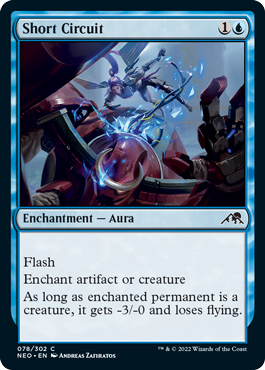 Short Circuit 1
Enchantment — Aura
Flash
Enchant artifact or creature
As long as enchanted permanent is a
creature, it gets -3/-0 and loses flying.
078/302 C
NEO • EN ANDREAS ZAFIRATOS
™ & © 2022 Wizards of the Coast